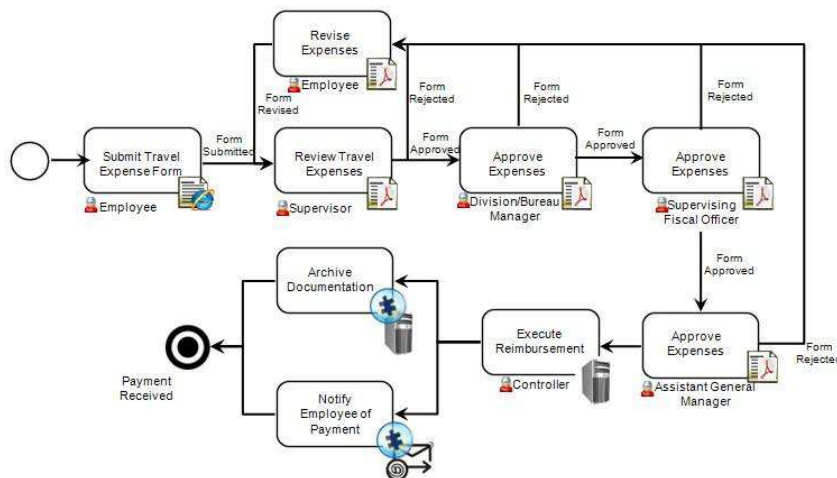 Revise
Expenses
Employee
Form
Revised
Form
Rejected
Form
Rejected
Form
Rejected
Submit Travel
Expense Form
Employee
Form
Submitted
Review Travel
Expenses
Supervisor
Form
Approved
Approve
Expenses
Division/Bureau
Manager
Form
Approved
Approve
Expenses
Supervising
Fiscal Officer
Form
Approved
Archive
Documentation
Execute
Reimbursement
Controller
Approve
Expenses
Assistant General
Manager
Form
Rejected
Payment
Received
Notify
Employee of
Payment